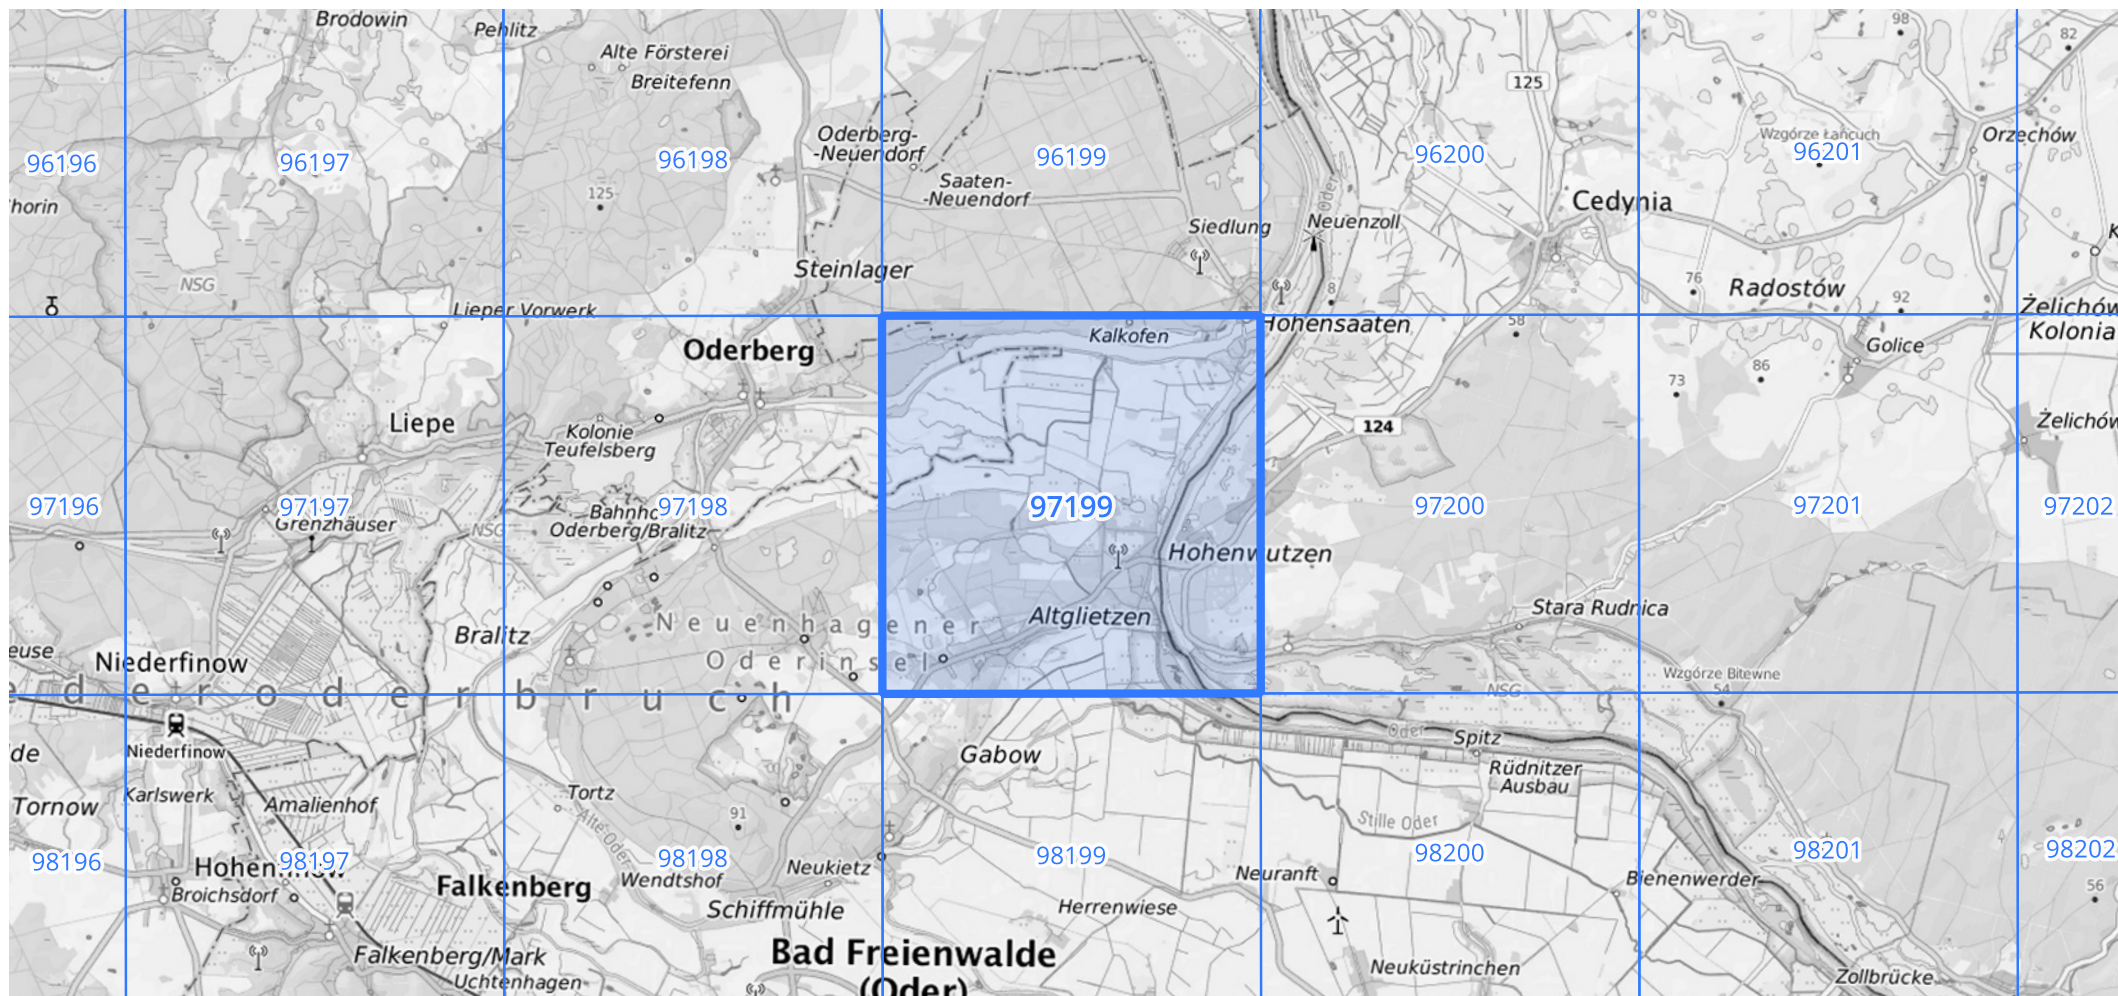 Brodowin
Pehlitz
98
82
Alte Försterei
Breitefenn
125
Oderberg-
-Neuendorf
Wzgórze Łańcuch
Orzechów
96196
96197
96198
96199
96200
96201
125
Saaten-
-Neuendorf
Oder
Cedynia
Siedlung
Neuenzoll
NSG
Steinlager
8
76
Radostów
92
Żelichów
Kolonia
Lieper Vorwerk
Hohensaaten
58
Kalkofen
Oderberg
Golice
73
86
Liepe
Kolonie
Teufelsberg
124
Żelichów
97196
97197
97198
97199
97200
97201
97202
Grenzhäuser
NSG
Oderberg/Bralitz
Hohenwutzen
Stara Rudnica
Altglietzen
Neuenhagener
Oderinsel
Bralitz
Niederfinow
Wzgórze Bitewne
54
NSG
Niederfinow
Oder
Spitz
Gabow
Rüdnitzer
Ausbau
Tornow
Karlswerk
Amalienhof
Tortz
Alte Oder
91
Stille Oder
98196
98197
98198
98199
98200
98201
98202
Neukietz
Neuranft
Bienenwerder
56
Broichsdorf
Falkenberg
Wendtshof
Schiffmühle
Herrenwiese
Falkenberg/Mark
Uchtenhagen
Bad Freienwalde
(Oder)
Neuküstrinchen
Zollbrücke